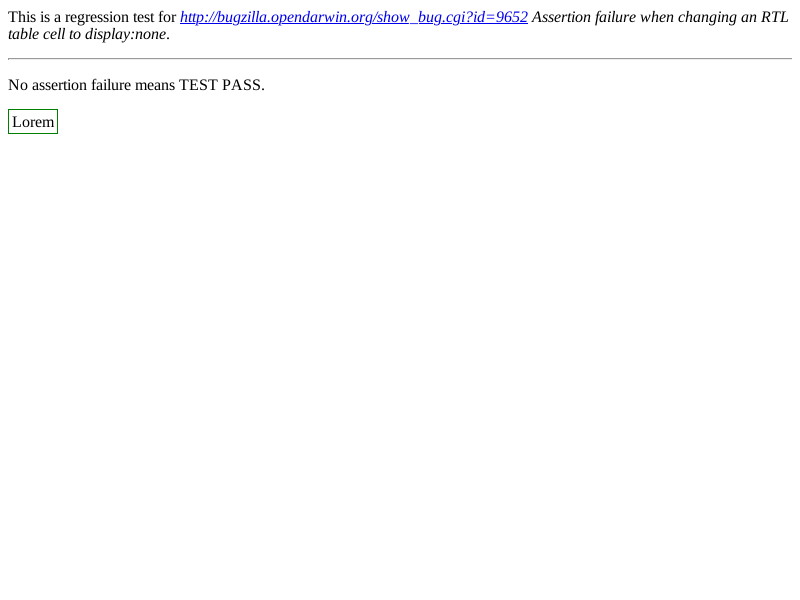 This is a regression test for http://bugzilla.opendarwin.org/show_bug.cgi?id=9652 Assertion failure when changing an RTL
table cell to display:none.
No assertion failure means TEST PASS.
Lorem